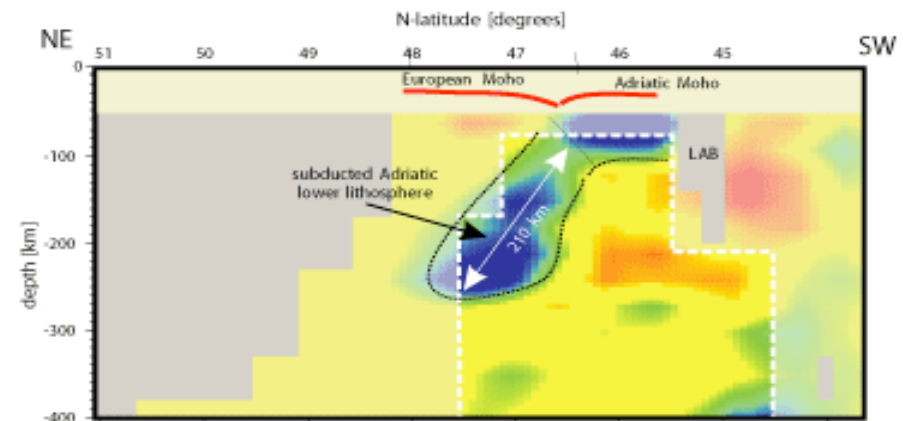 N-latitude [degrees]
NE
SW
51 50 49 48 47 46 45
0
European Moho
Adriatic Moho
-100
LAB
subducted Adriatic
lower lithosphere
210 km
-200
depth [km]
-300
-400